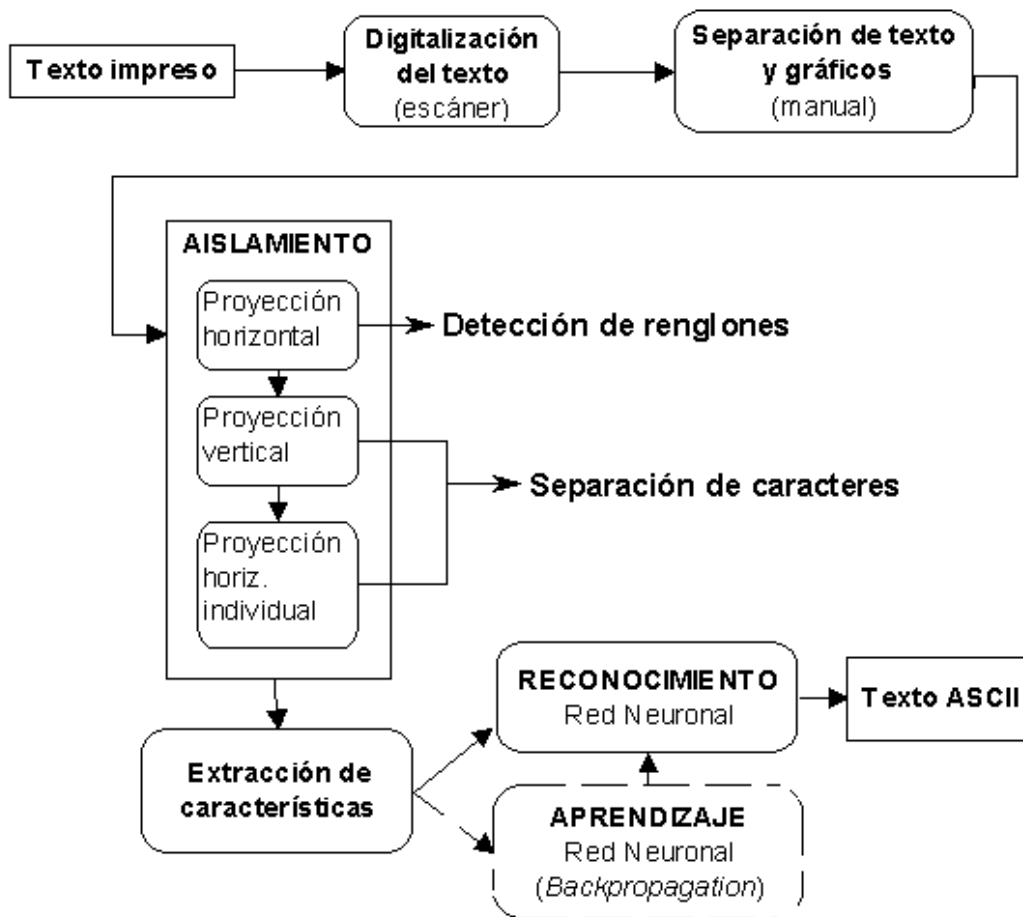 Texto impreso
Digitalización
del texto
(escáner)
Separación de texto
y gráficos
(manual)
AISLAMIENTO
Proyección
horizontal
Detección de renglones
Proyección
vertical
Separación de caracteres
Proyección
horiz.
individual
RECONOCIMIENTO
Red Neuronal
Texto ASCII
Extracción de
características
APRENDIZAJE
Red Neuronal
(Backpropagation)